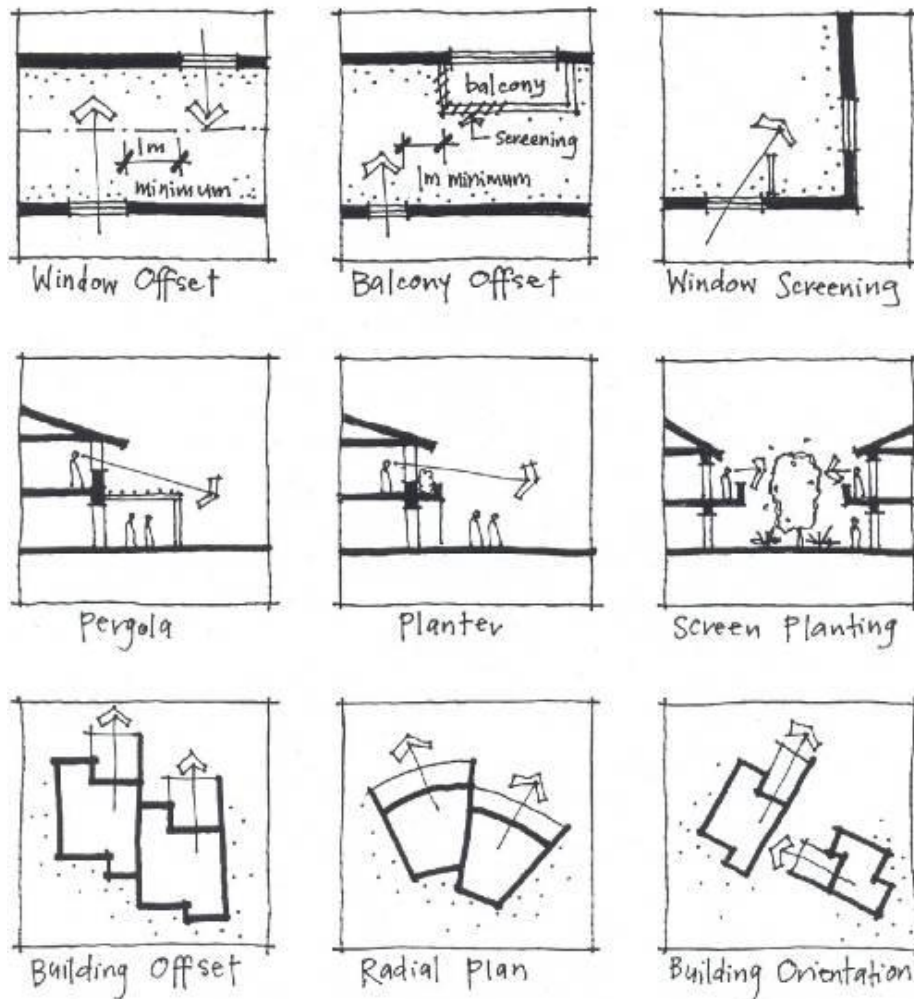 1m
minimum
Window Offset
balcony
screening
1m minimum
Balcony Offset
Window Screening
Pergola
Planter
Screen Planting
Building Offset
Radial Plan
Building Orientation